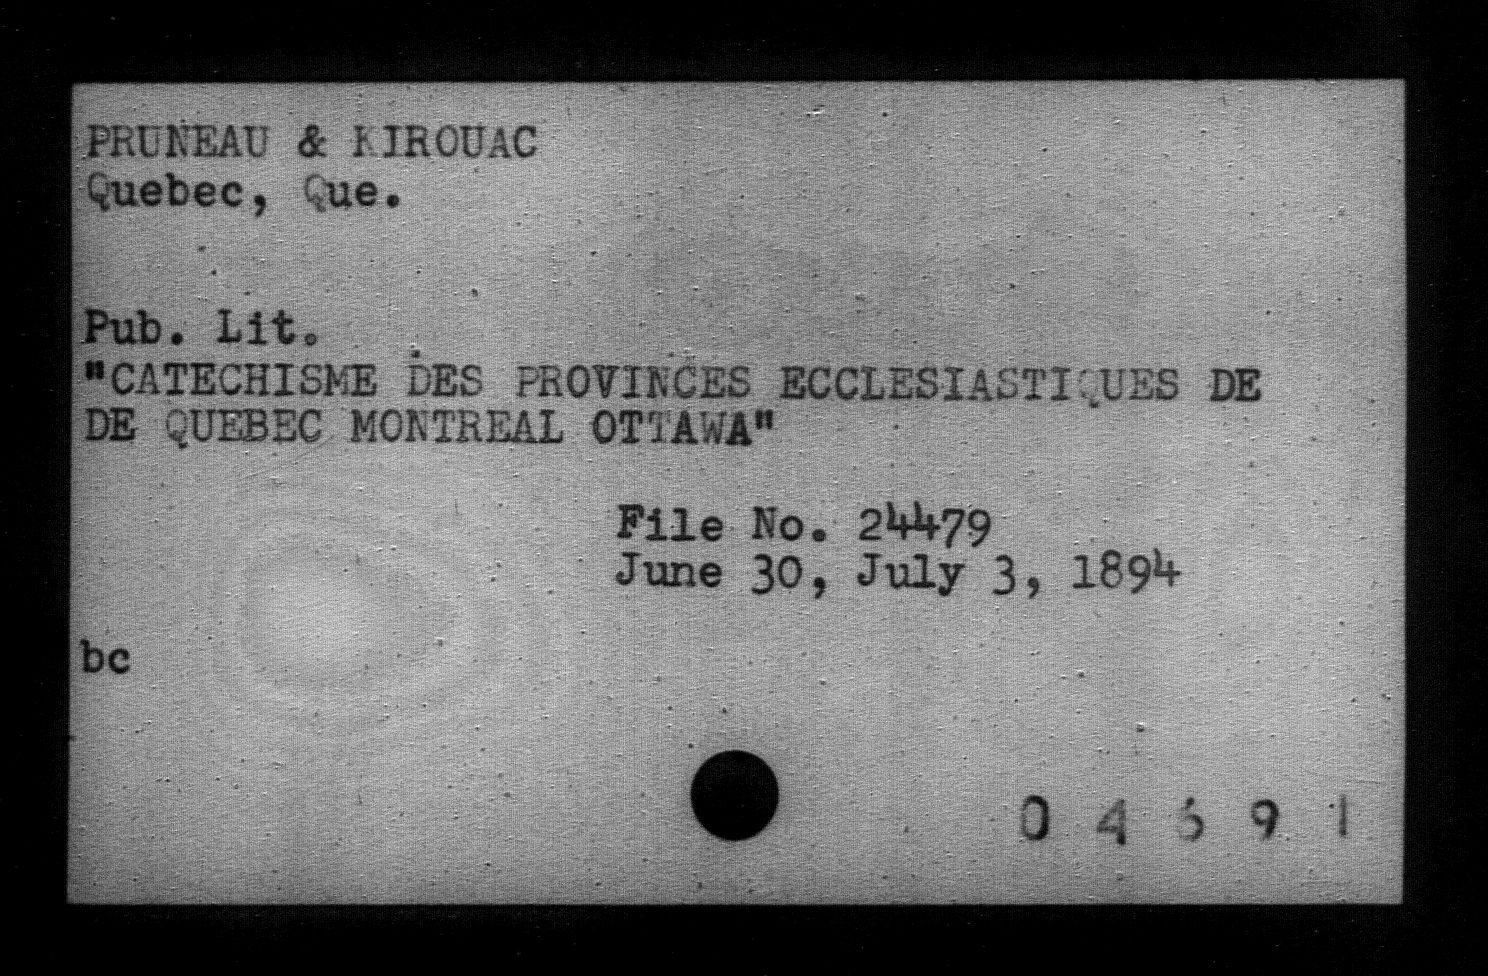 PRUNEAU & KIROUAC
Quebec, Que.
Pub. Lit.
"CATECHISME DES PROVINCES ECCLESIASTIQUES DE
DE QUEBEC MONTREAL OTTAWA"
File No. 24479
June 30, July 3, 1894
bc
0 4 6 9 1